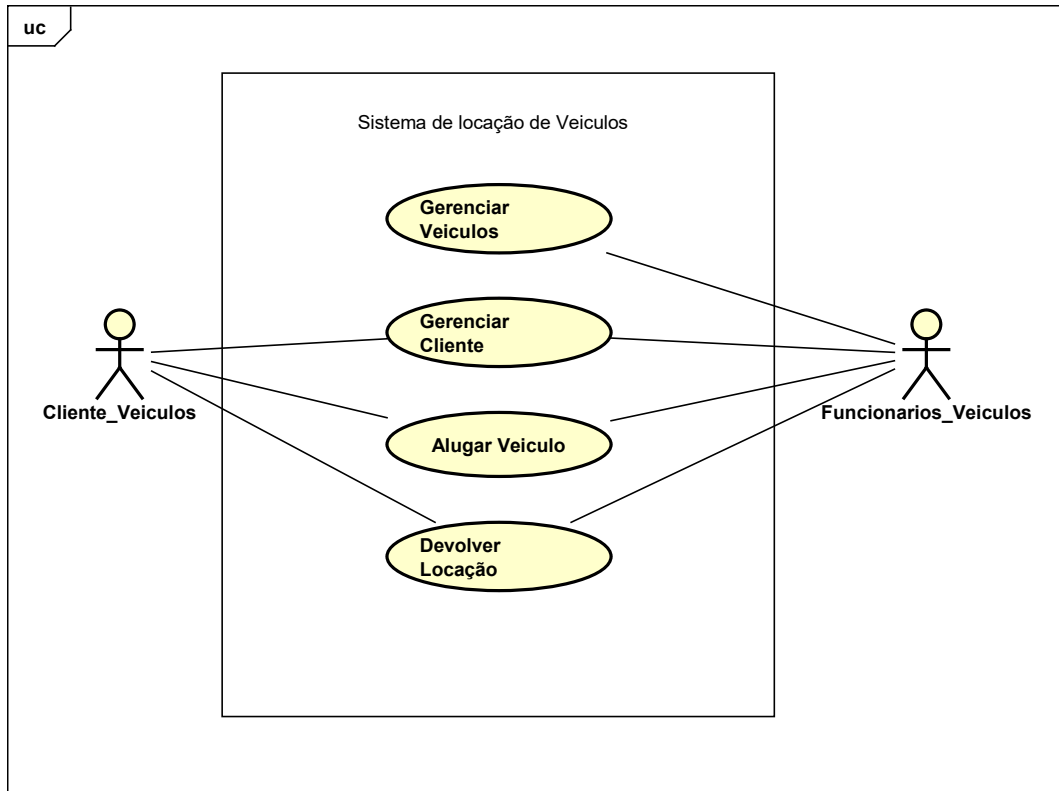 uc
Sistema de locação de Veiculos
Gerenciar
Veiculos
Gerenciar
Cliente
Cliente_Veiculos
Funcionarios_Veiculos
Alugar Veiculo
Devolver
Locação